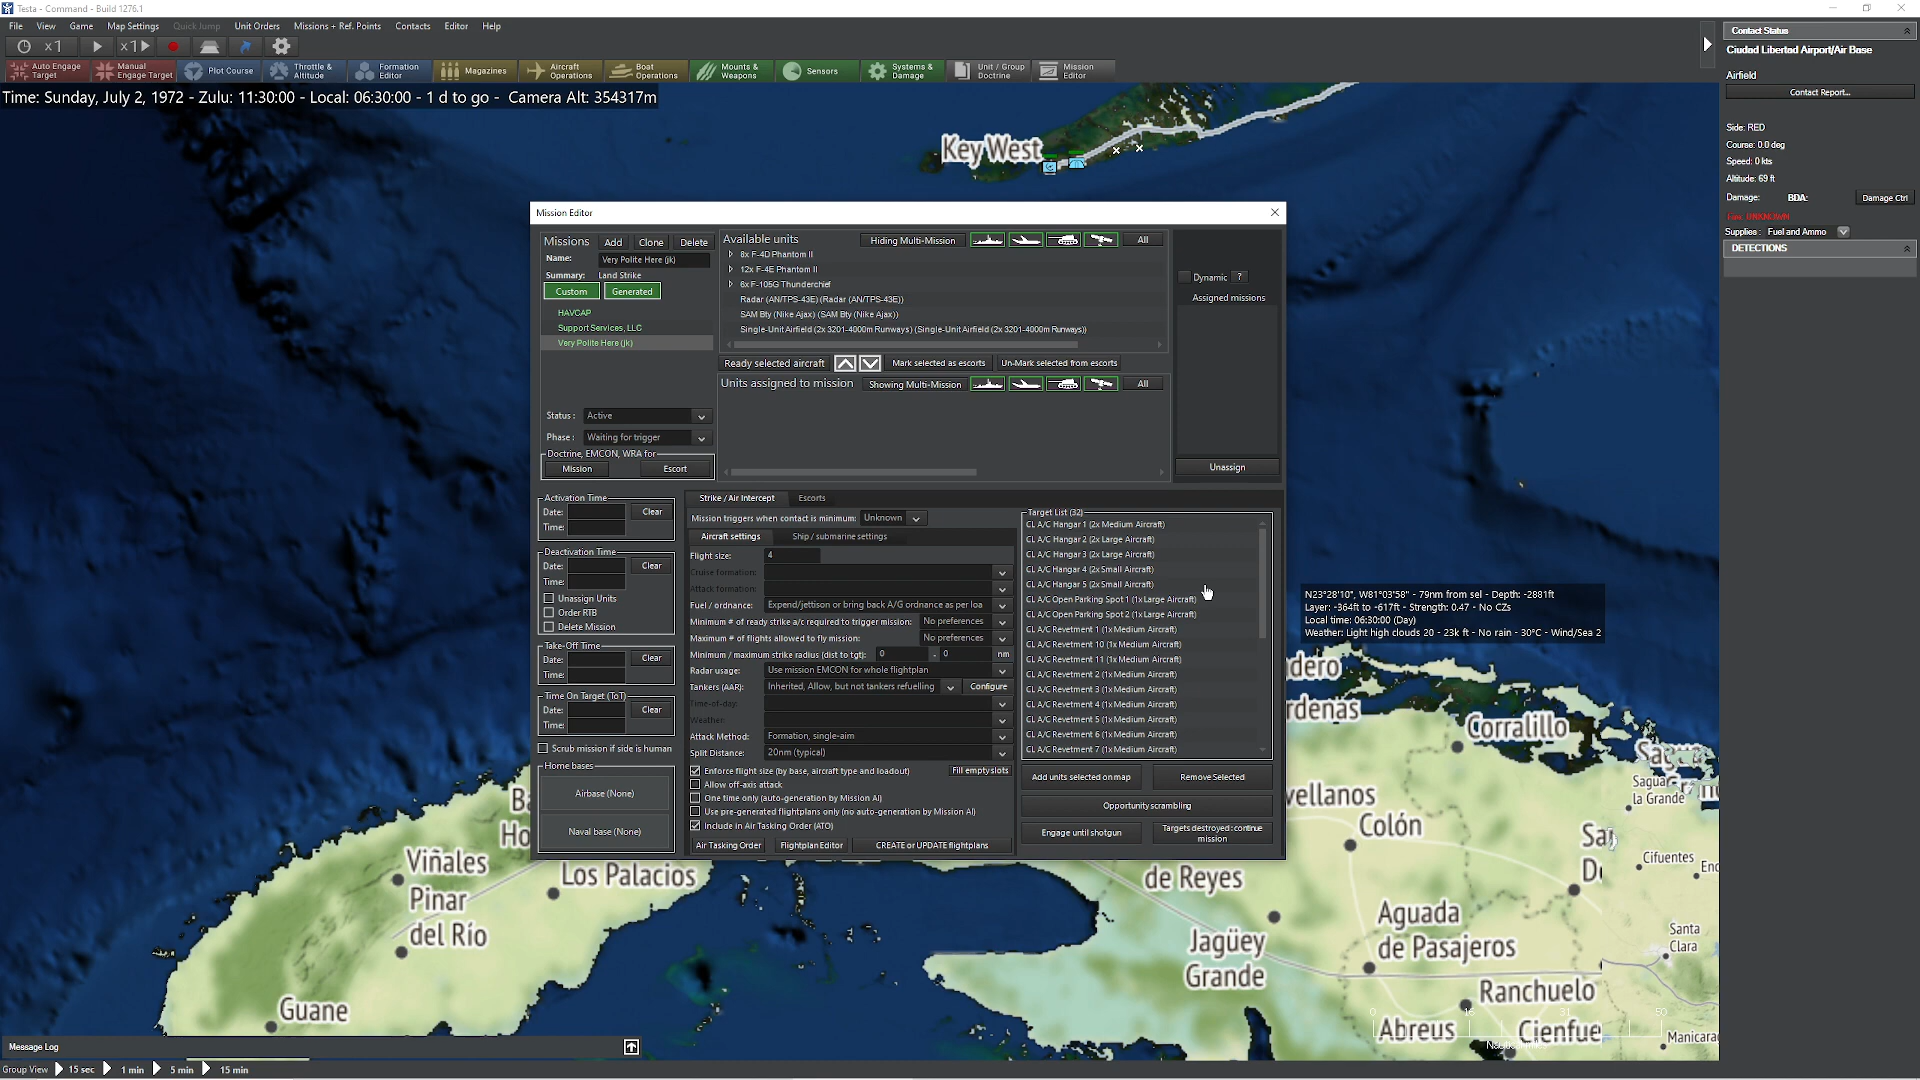 Testa - Command - Build 1276.1
File View Game Map Settings Quick Jump Unit Orders Missions + Ref. Points Contacts Editor Help
x1 x1
Auto Engage Target
Manual Engage Target
Plot Course
Throttle & Altitude
Formation Editor
Magazines
Aircraft Operations
Boat Operations
Mounts & Weapons
Sensors
Systems & Damage
Unit / Group Doctrine
Mission Editor
Time: Sunday, July 2, 1972 - Zulu: 11:30:00 - Local: 06:30:00 - 1 d to go - Camera Alt: 354317m
Key West
Contact Status
Ciudad Libertad Airport/Air Base
Airfield
Contact Report...
Side: RED
Course: 0.0 deg
Speed: 0 kts
Altitude: 69 ft
Damage: BDA: Damage Ctrl
Supplies: Fuel and Ammo
DETECTIONS
Mission Editor
Missions Add Clone Delete
Name: Very Polite Here (jk)
Summary: Land Strike
Custom Generated
HAVCAP
Support Services, LLC
Very Polite Here (jk)
Status: Active
Phase: Waiting for trigger
Doctrine, EMCON, WRA for
Mission Escort
Available units Hiding Multi-Mission All
8x F-4D Phantom II
12x F-4E Phantom II
6x F-105G Thunderchief
Radar (AN/TPS-43E) (Radar (AN/TPS-43E))
SAM Bty (Nike Ajax) (SAM Bty (Nike Ajax))
Single-Unit Airfield (2x 3201-4000m Runways) (Single-Unit Airfield (2x 3201-4000m Runways))
Ready selected aircraft Mark selected as escorts Un-Mark selected from escorts
Units assigned to mission Showing Multi-Mission All
Dynamic ?
Assigned missions
Unassign
Activation Time
Date: Clear
Time:
Deactivation Time
Date: Clear
Time:
Unassign Units
Order RTB
Delete Mission
Take-Off Time
Date: Clear
Time:
Time On Target (ToT)
Date: Clear
Time:
Scrub mission if side is human
Home bases
Airbase (None)
Naval base (None)
Strike / Air Intercept Escorts
Mission triggers when contact is minimum: Unknown
Aircraft settings Ship / submarine settings
Flight size: 4
Cruise formation:
Attack formation:
Fuel / ordnance: Expend/jettison or bring back A/G ordnance as per loa
Minimum # of ready strike a/c required to trigger mission: No preferences
Maximum # of flights allowed to fly mission: No preferences
Minimum / maximum strike radius (dist to tgt): 0 - 0 nm
Radar usage: Use mission EMCON for whole flightplan
Tankers (AAR): Inherited, Allow, but not tankers refuelling Configure
Time-of-day:
Weather:
Attack Method: Formation, single-aim
Split Distance: 20nm (typical)
Enforce flight size (by base, aircraft type and loadout) Fill empty slots
Allow off-axis attack
One time only (auto-generation by Mission AI)
Use pre-generated flightplans only (no auto-generation by Mission AI)
Include in Air Tasking Order (ATO)
Air Tasking Order Flightplan Editor CREATE or UPDATE flightplans
Target List (32)
CL A/C Hangar 1 (2x Medium Aircraft)
CL A/C Hangar 2 (2x Large Aircraft)
CL A/C Hangar 3 (2x Large Aircraft)
CL A/C Hangar 4 (2x Small Aircraft)
CL A/C Hangar 5 (2x Small Aircraft)
CL A/C Open Parking Spot 1 (1x Large Aircraft)
CL A/C Open Parking Spot 2 (1x Large Aircraft)
CL A/C Revetment 1 (1x Medium Aircraft)
CL A/C Revetment 10 (1x Medium Aircraft)
CL A/C Revetment 11 (1x Medium Aircraft)
CL A/C Revetment 2 (1x Medium Aircraft)
CL A/C Revetment 3 (1x Medium Aircraft)
CL A/C Revetment 4 (1x Medium Aircraft)
CL A/C Revetment 5 (1x Medium Aircraft)
CL A/C Revetment 6 (1x Medium Aircraft)
CL A/C Revetment 7 (1x Medium Aircraft)
Add units selected on map Remove Selected
Opportunity scrambling
Engage until shotgun
Targets destroyed: continue mission
N23°28'10", W81°03'58" - 79nm from sel - Depth: -2881ft
Layer: -364ft to -617ft - Strength: 0.47 - No CZs
Local time: 06:30:00 (Day)
Weather: Light high clouds 20 - 23k ft - No rain - 30°C - Wind/Sea 2
dero
rdenas
Corralillo
Sagua la Grande
vellanos
Colón
Cifuentes
Santa Clara
de Reyes
Aguada de Pasajeros
Jagüey Grande
Ranchuelo
Abreus
Cienfue
Manicara
Viñales
Pinar del Río
Los Palacios
Guane
Message Log
Group View 15 sec 1 min 5 min 15 min